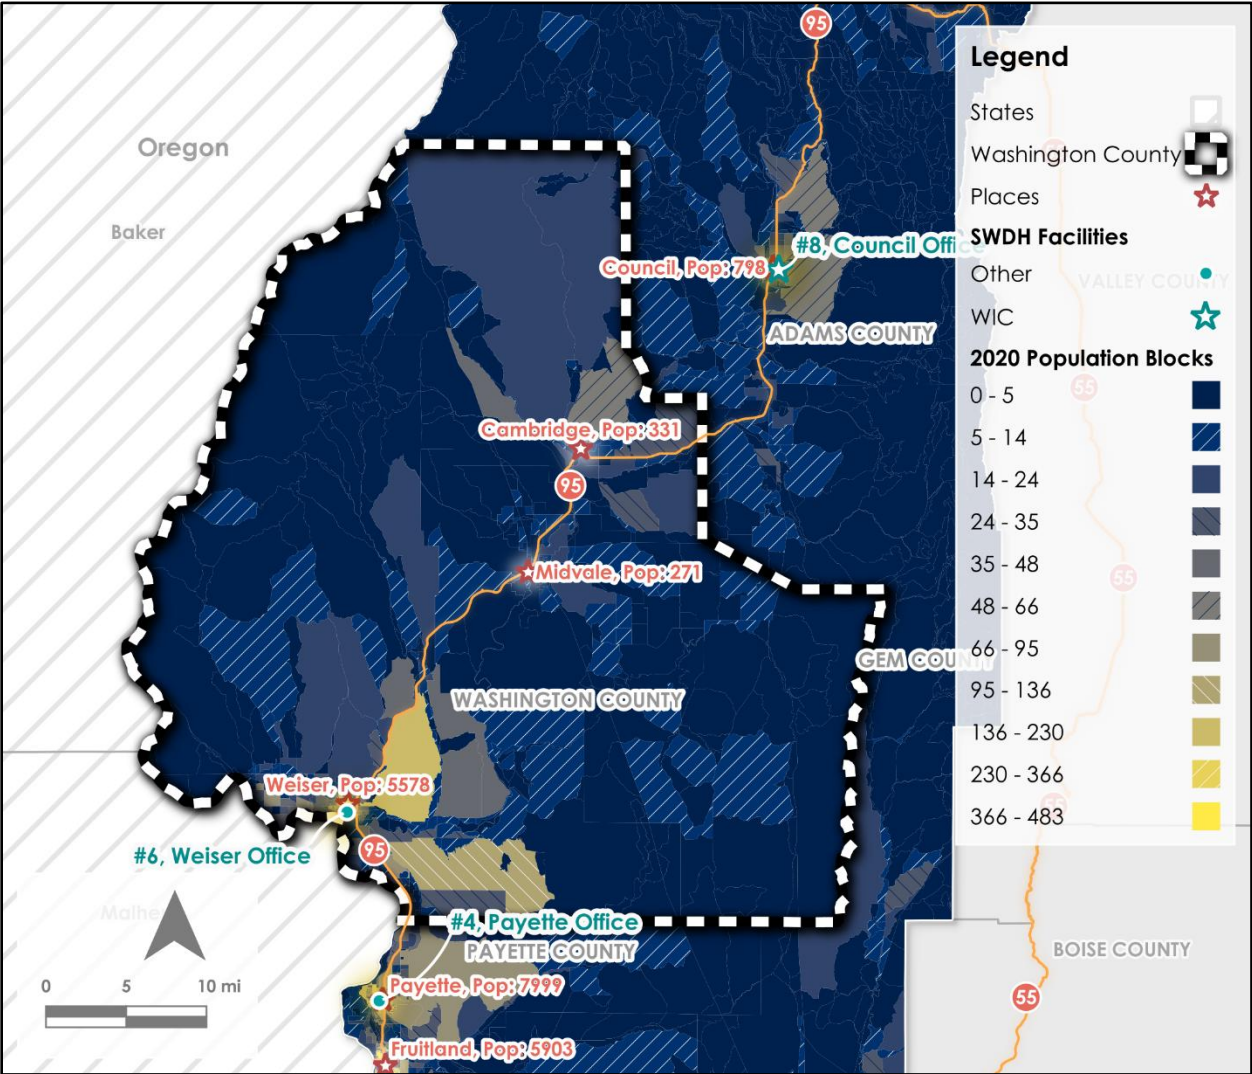 95
Legend
States
Washington County
Places
SWDH Facilities
Other
WIC
2020 Population Blocks
0 - 5
5 - 14
14 - 24
24 - 35
35 - 48
48 - 66
66 - 95
95 - 136
136 - 230
230 - 366
366 - 483
Oregon
Baker
#8, Council Office
Council, Pop: 798
VALLEY COUNTY
ADAMS COUNTY
55
Cambridge, Pop: 331
95
Midvale, Pop: 271
55
GEM COUNTY
WASHINGTON COUNTY
Weiser, Pop: 5578
55
#6, Weiser Office
95
#4, Payette Office
PAYETTE COUNTY
BOISE COUNTY
Payette, Pop: 7999
55
Fruitland, Pop: 5903
0 5 10 mi